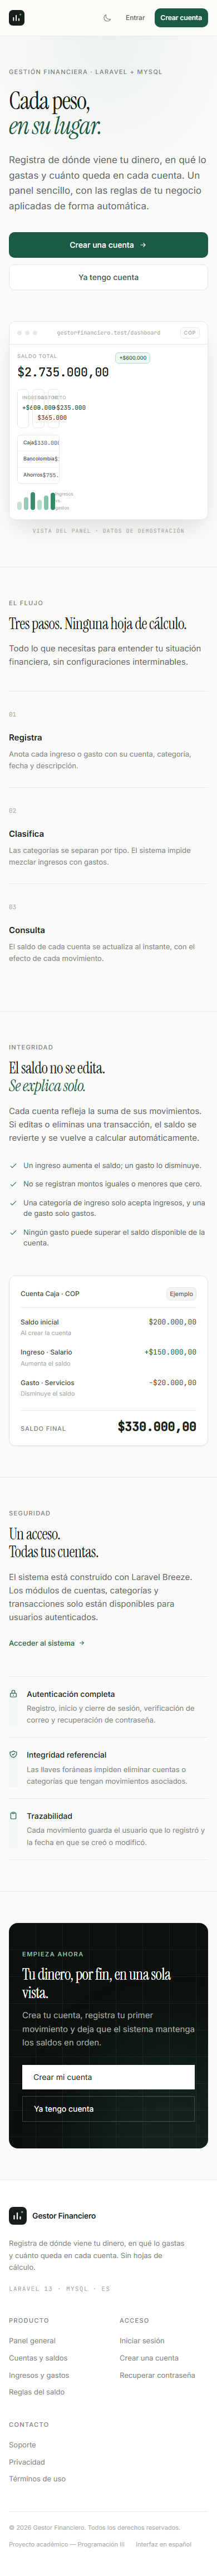 Entrar
Crear cuenta
GESTIÓN FINANCIERA · LARAVEL + MYSQL
Cada peso,
en su lugar.
Registra de dónde viene tu dinero, en qué lo
gastas y cuánto queda en cada cuenta. Un
panel sencillo, con las reglas de tu negocio
aplicadas de forma automática.
Crear una cuenta →
Ya tengo cuenta
gestorfinanciero.test/dashboard
COP
SALDO TOTAL
+$600.000
$2.735.000,00
$365.000
Caja
Bancolombia
Ahorros
VISTA DEL PANEL · DATOS DE DEMOSTRACIÓN
EL FLUJO
Tres pasos. Ninguna hoja de cálculo.
Todo lo que necesitas para entender tu situación
financiera, sin configuraciones interminables.
01
Registra
Anota cada ingreso o gasto con su cuenta, categoría,
fecha y descripción.
02
Clasifica
Las categorías se separan por tipo. El sistema impide
mezclar ingresos con gastos.
03
Consulta
El saldo de cada cuenta se actualiza al instante, con el
efecto de cada movimiento.
INTEGRIDAD
El saldo no se edita.
Se explica solo.
Cada cuenta refleja la suma de sus movimientos.
Si editas o eliminas una transacción, el saldo se
revierte y se vuelve a calcular automáticamente.
Un ingreso aumenta el saldo; un gasto lo disminuye.
No se registran montos iguales o menores que cero.
Una categoría de ingreso solo acepta ingresos, y una
de gasto solo gastos.
Ningún gasto puede superar el saldo disponible de la
cuenta.
Cuenta Caja · COP
Ejemplo
Saldo inicial
$200.000,00
Al crear la cuenta
Ingreso · Salario
+$150.000,00
Aumenta el saldo
Gasto · Servicios
-$20.000,00
Disminuye el saldo
SALDO FINAL
$330.000,00
SEGURIDAD
Un acceso.
Todas tus cuentas.
El sistema está construido con Laravel Breeze.
Los módulos de cuentas, categorías y
transacciones solo están disponibles para
usuarios autenticados.
Acceder al sistema →
Autenticación completa
Registro, inicio y cierre de sesión, verificación de
correo y recuperación de contraseña.
Integridad referencial
Las llaves foráneas impiden eliminar cuentas o
categorías que tengan movimientos asociados.
Trazabilidad
Cada movimiento guarda el usuario que lo registró y
la fecha en que se creó o modificó.
EMPIEZA AHORA
Tu dinero, por fin, en una sola
vista.
Crea tu cuenta, registra tu primer
movimiento y deja que el sistema mantenga
los saldos en orden.
Crear mi cuenta
Ya tengo cuenta
Gestor Financiero
Registra de dónde viene tu dinero, en qué lo gastas
y cuánto queda en cada cuenta. Sin hojas de
cálculo.
LARAVEL 13 · MYSQL · ES
PRODUCTO
Panel general
Cuentas y saldos
Ingresos y gastos
Reglas del saldo
ACCESO
Iniciar sesión
Crear una cuenta
Recuperar contraseña
CONTACTO
Soporte
Privacidad
Términos de uso
© 2026 Gestor Financiero. Todos los derechos reservados.
Proyecto académico — Programación III
Interfaz en español